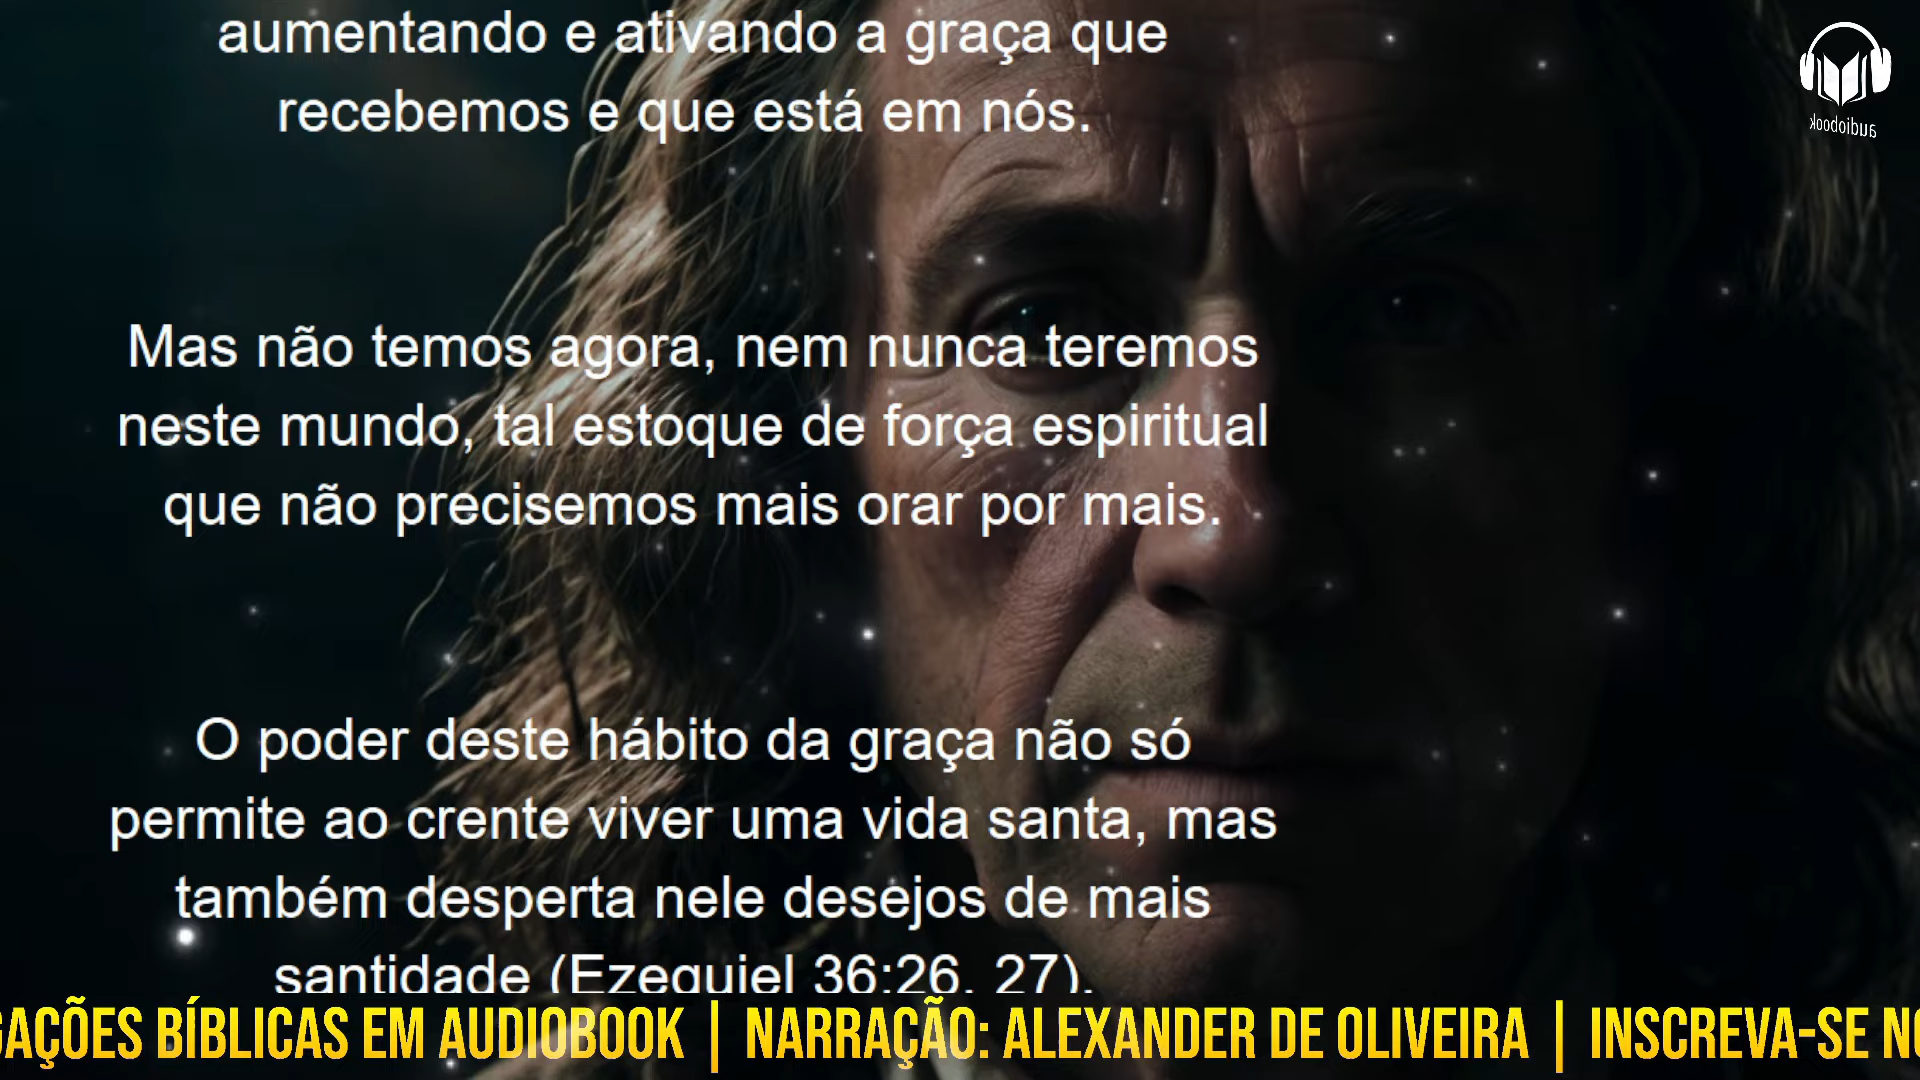 aumentando e ativando a graça que
recebemos e que está em nós.
Mas não temos agora, nem nunca teremos
neste mundo, tal estoque de força espiritual
que não precisemos mais orar por mais.
O poder deste hábito da graça não só
permite ao crente viver uma vida santa, mas
também desperta nele desejos de mais
santidade (Ezequiel 36:26, 27).
GAÇÕES BÍBLICAS EM AUDIOBOOK | NARRAÇÃO: ALEXANDER DE OLIVEIRA | INSCREVA-SE NO
audiobook